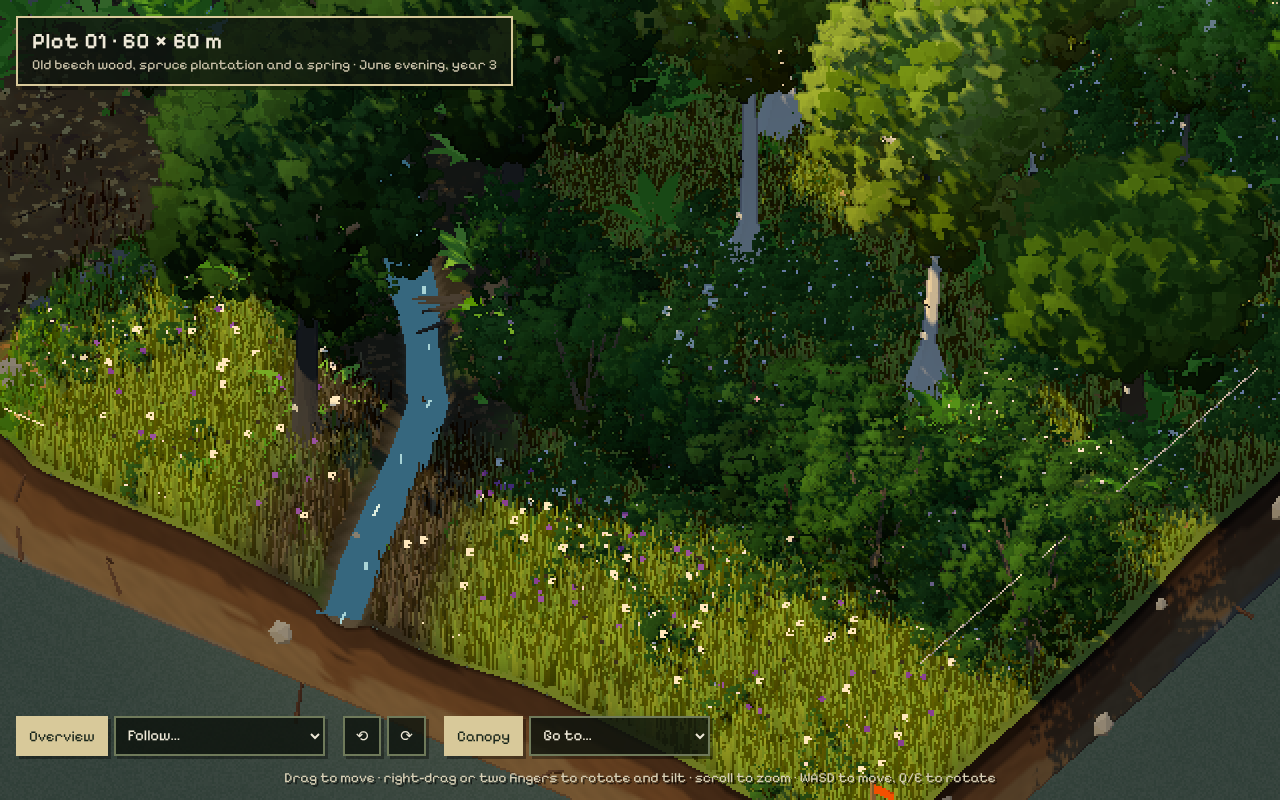 Plot 01 · 60 × 60 m
Old beech wood, spruce plantation and a spring · June evening, year 3
Overview
Follow...
⟲
⟳
Canopy
Go to...
Drag to move · right-drag or two fingers to rotate and tilt · scroll to zoom · WASD to move, Q/E to rotate